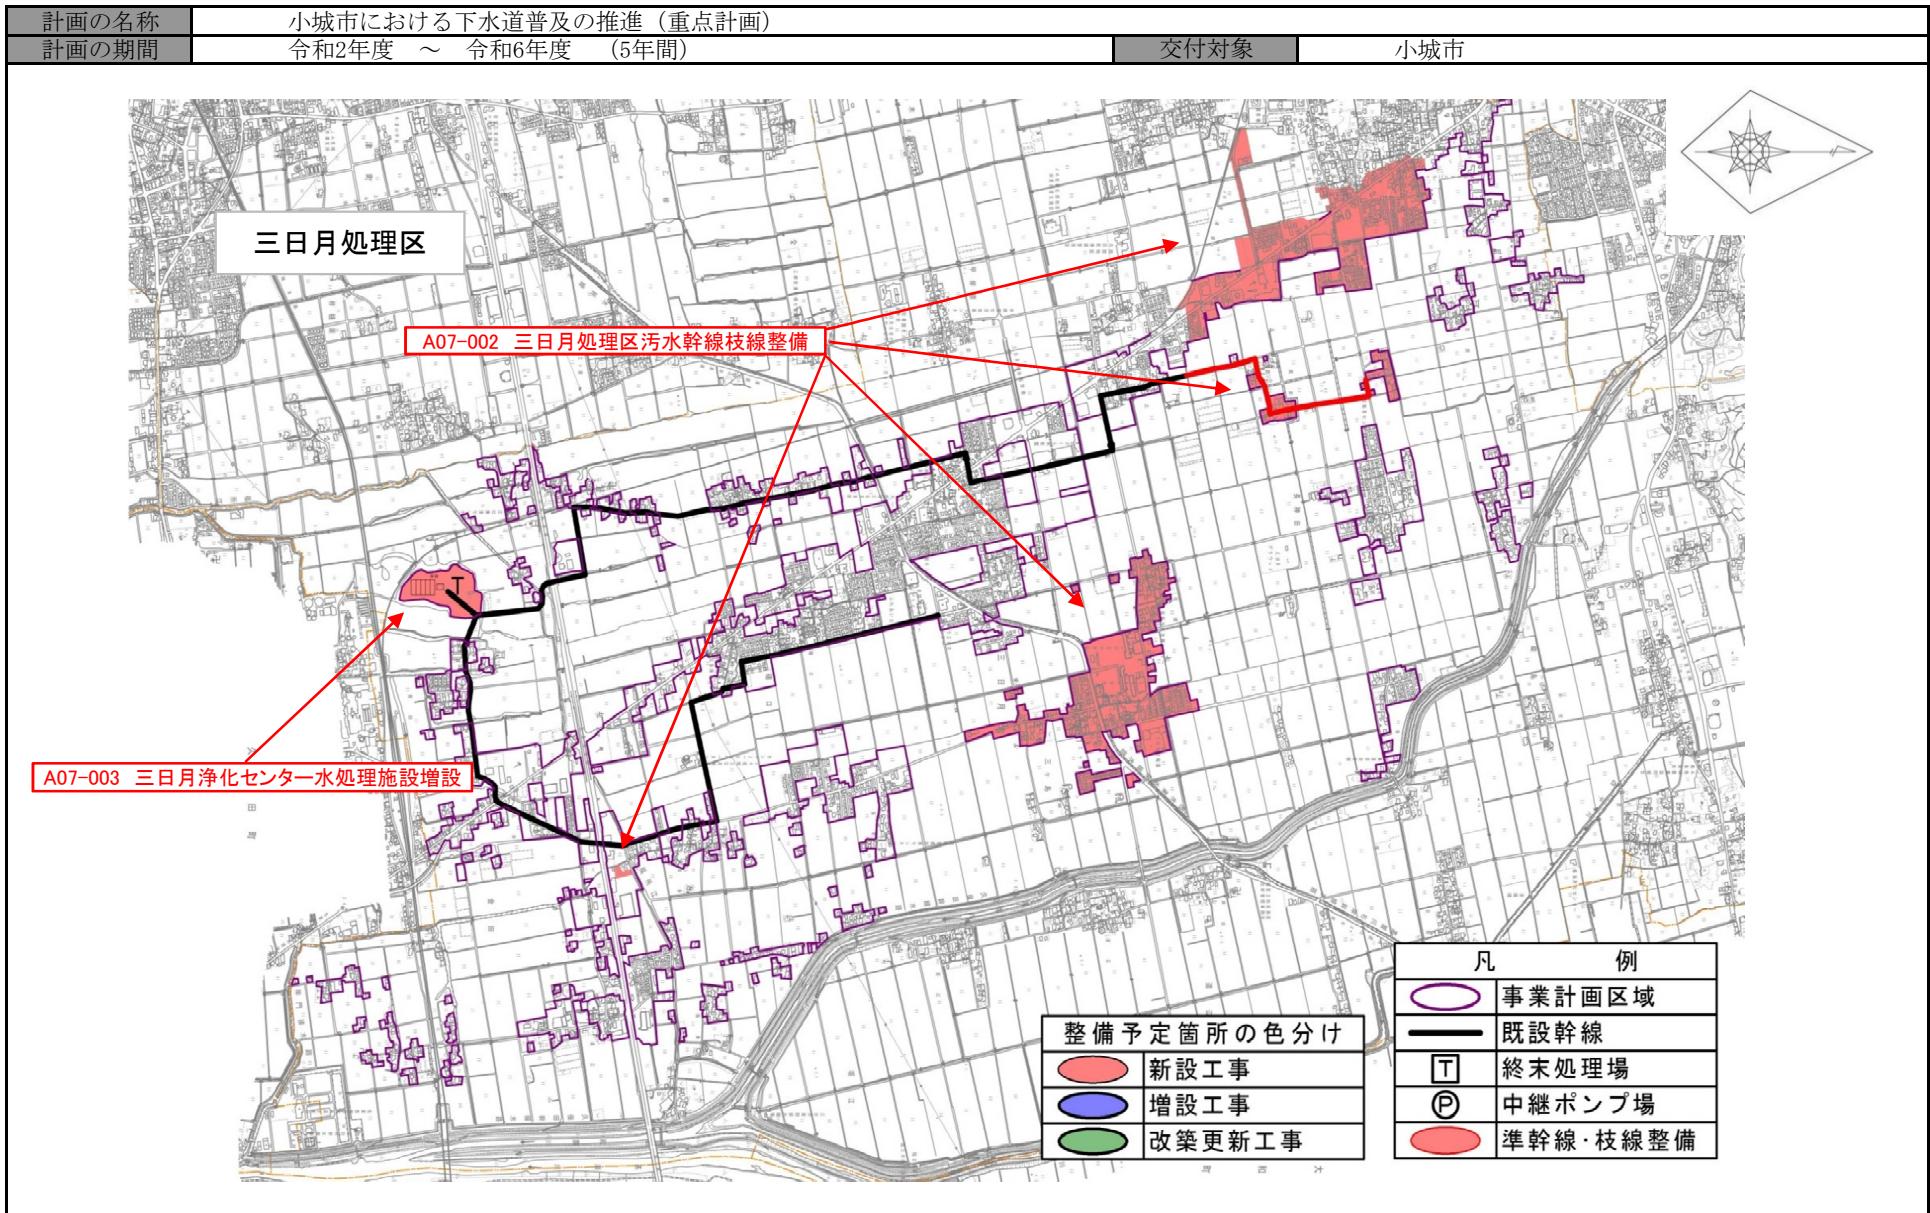 計画の名称 小城市における下水道普及の推進（重点計画）
計画の期間 令和2年度 ～ 令和6年度 （5年間） 交付対象 小城市
三日月処理区
A07-002 三日月処理区汚水幹線枝線整備
T
A07-003 三日月浄化センター水処理施設増設
整備予定箇所の色分け
新設工事
増設工事
改築更新工事
凡 例
事業計画区域
既設幹線
T 終末処理場
P 中継ポンプ場
準幹線･枝線整備